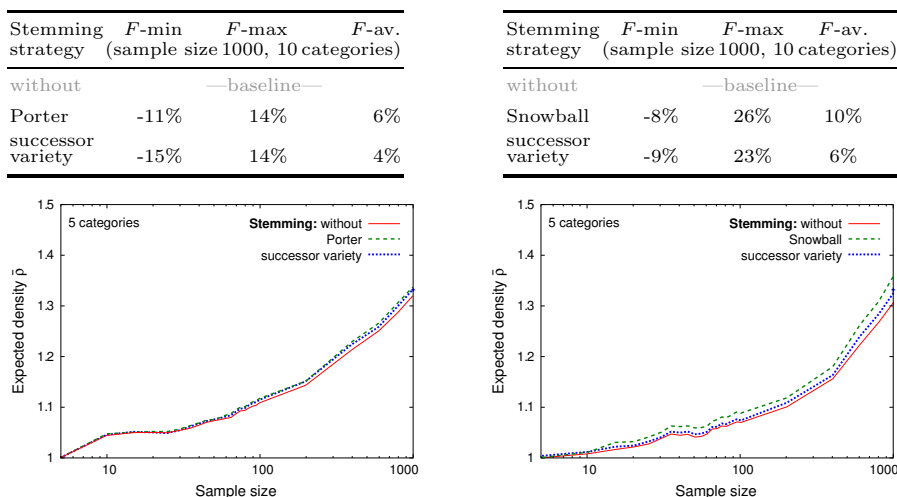 Stemming F-min F-max F-av.
strategy (sample size 1000, 10 categories)
without —baseline—
Porter -11% 14% 6%
successor
variety -15% 14% 4%
1.5
5 categories
Stemming: without
Porter
successor variety
1.4
1.3
1.2
1.1
1
Expected density ρ̄
10 100 1000
Sample size
Stemming F-min F-max F-av.
strategy (sample size 1000, 10 categories)
without —baseline—
Snowball -8% 26% 10%
successor
variety -9% 23% 6%
1.5
5 categories
Stemming: without
Snowball
successor variety
1.4
1.3
1.2
1.1
1
Expected density ρ̄
10 100 1000
Sample size